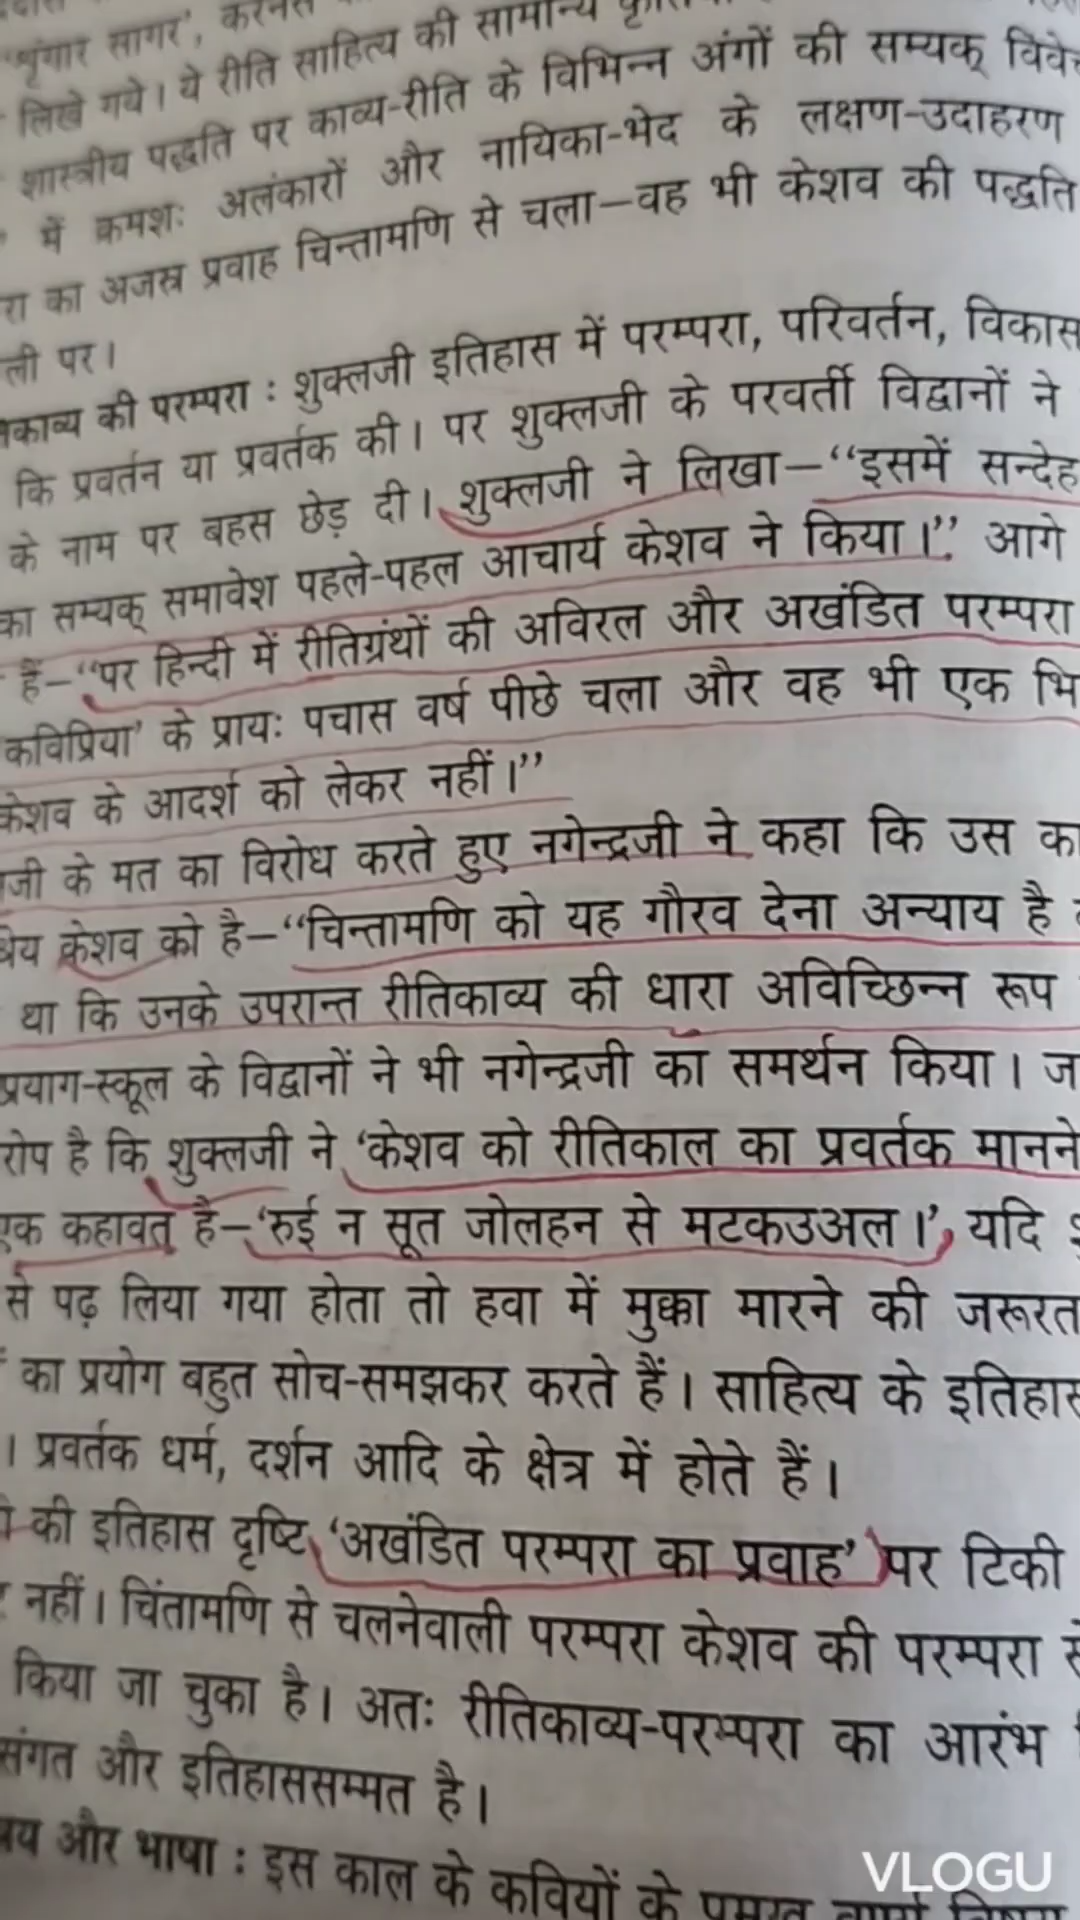 'शृंगार सागर', करनेस
लिखे गये। ये रीति साहित्य की सामान्य
शास्त्रीय पद्धति पर काव्य-रीति के विभिन्न अंगों की सम्यक्
में क्रमशः अलंकारों और नायिका-भेद के लक्षण-उदाहरण
का अजस्र प्रवाह चिन्तामणि से चला—वह भी केशव की पद्धति
पर।
की परम्परा : शुक्लजी इतिहास में परम्परा, परिवर्तन, विकास
कि प्रवर्तन या प्रवर्तक की। पर शुक्लजी के परवर्ती विद्वानों ने
के नाम पर बहस छेड़ दी। शुक्लजी ने लिखा—“इसमें सन्देह
का सम्यक् समावेश पहले-पहल आचार्य केशव ने किया।” आगे
हैं—“पर हिन्दी में रीतिग्रंथों की अविरल और अखंडित परम्परा
कविप्रिया’ के प्रायः पचास वर्ष पीछे चला और वह भी एक
केशव के आदर्श को लेकर नहीं।”
जी के मत का विरोध करते हुए नगेन्द्रजी ने कहा कि उस
केशव को है—“चिन्तामणि को यह गौरव देना अन्याय है
था कि उनके उपरान्त रीतिकाव्य की धारा अविच्छिन्न रूप
प्रयाग-स्कूल के विद्वानों ने भी नगेन्द्रजी का समर्थन किया।
है कि शुक्लजी ने ‘केशव को रीतिकाल का प्रवर्तक मानने
एक कहावत है—‘रुई न सूत जोलहन से मटकउअल।’, यदि
से पढ़ लिया गया होता तो हवा में मुक्का मारने की जरूरत
का प्रयोग बहुत सोच-समझकर करते हैं। साहित्य के इतिहास
। प्रवर्तक धर्म, दर्शन आदि के क्षेत्र में होते हैं।
की इतिहास दृष्टि ‘अखंडित परम्परा का प्रवाह’ पर टिकी
नहीं। चिंतामणि से चलनेवाली परम्परा केशव की परम्परा
किया जा चुका है। अतः रीतिकाव्य-परम्परा का आरंभ
संगत और इतिहाससम्मत है।
और भाषा : इस काल के कवियों के
VLOGU